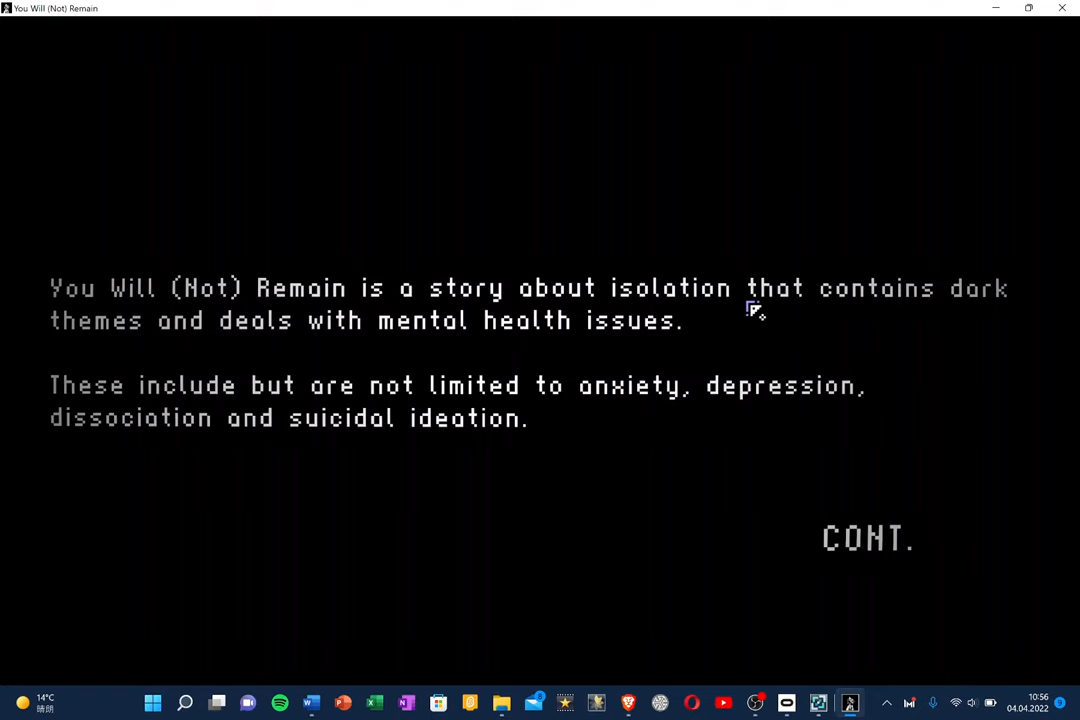 You Will (Not) Remain
You Will (Not) Remain is a story about isolation that contains dark
themes and deals with mental health issues.
These include but are not limited to anxiety, depression,
dissociation and suicidal ideation.
CONT.
14°C
晴朗
8
10:56
04.04.2022
9